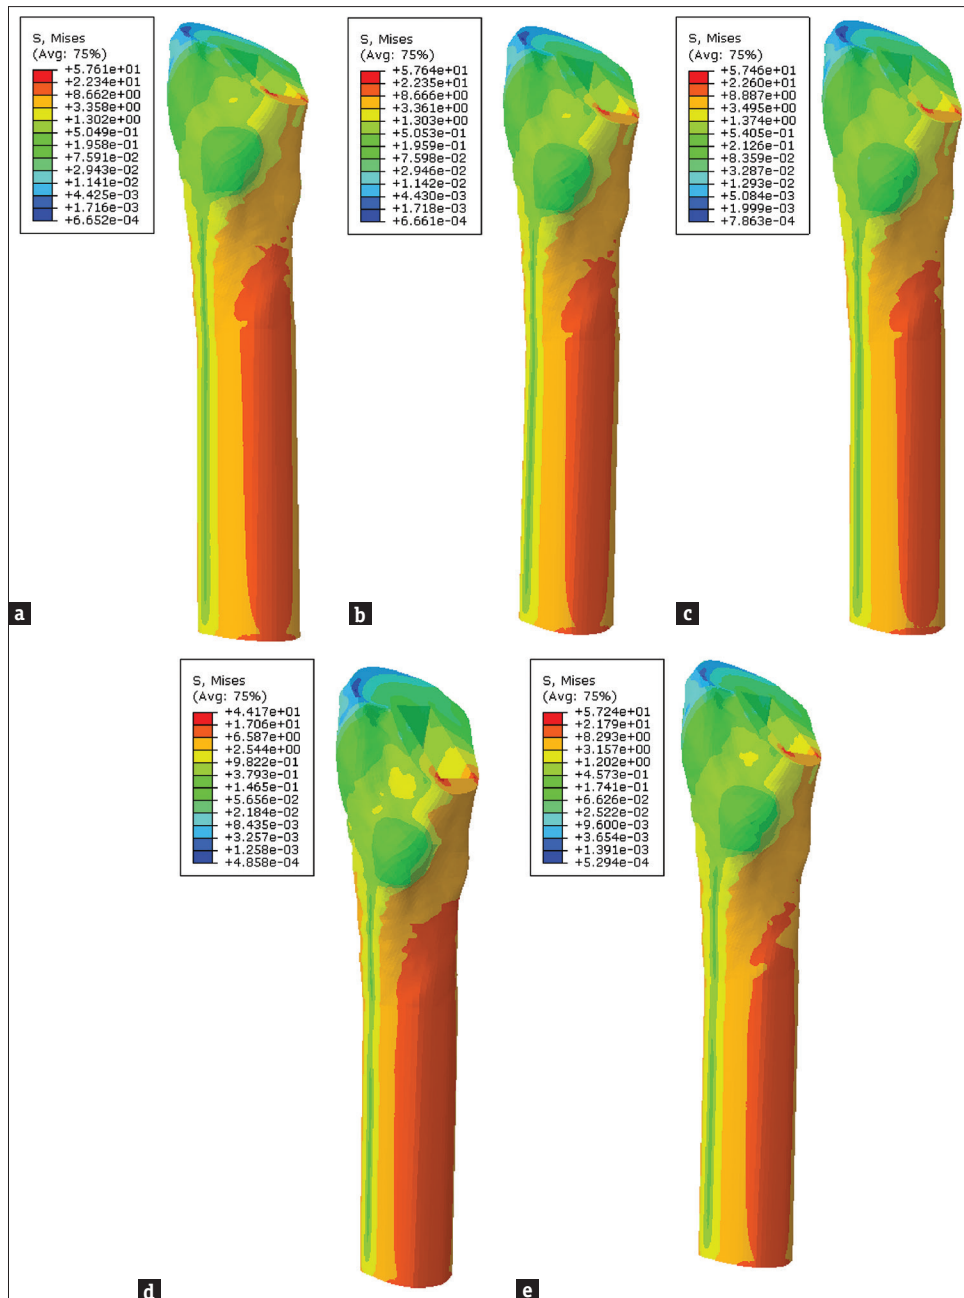 S, Mises
(Avg: 75%)
+5.761e+01
+2.234e+01
+8.662e+00
+3.358e+00
+1.302e+00
+5.049e-01
+1.958e-01
+7.591e-02
+2.943e-02
+1.141e-02
+4.425e-03
+1.716e-03
+6.652e-04
a
S, Mises
(Avg: 75%)
+5.764e+01
+2.235e+01
+8.666e+00
+3.361e+00
+1.303e+00
+5.053e-01
+1.959e-01
+7.598e-02
+2.946e-02
+1.142e-02
+4.430e-03
+1.718e-03
+6.661e-04
b
S, Mises
(Avg: 75%)
+5.746e+01
+2.260e+01
+8.887e+00
+3.495e+00
+1.374e+00
+5.405e-01
+2.126e-01
+8.359e-02
+3.287e-02
+1.293e-02
+5.084e-03
+1.999e-03
+7.863e-04
c
S, Mises
(Avg: 75%)
+4.417e+01
+1.706e+01
+6.587e+00
+2.544e+00
+9.822e-01
+3.793e-01
+1.465e-01
+5.656e-02
+2.184e-02
+8.435e-03
+3.257e-03
+1.258e-03
+4.858e-04
d
S, Mises
(Avg: 75%)
+5.724e+01
+2.179e+01
+8.293e+00
+3.157e+00
+1.202e+00
+4.573e-01
+1.741e-01
+6.626e-02
+2.522e-02
+9.600e-03
+3.654e-03
+1.391e-03
+5.294e-04
e